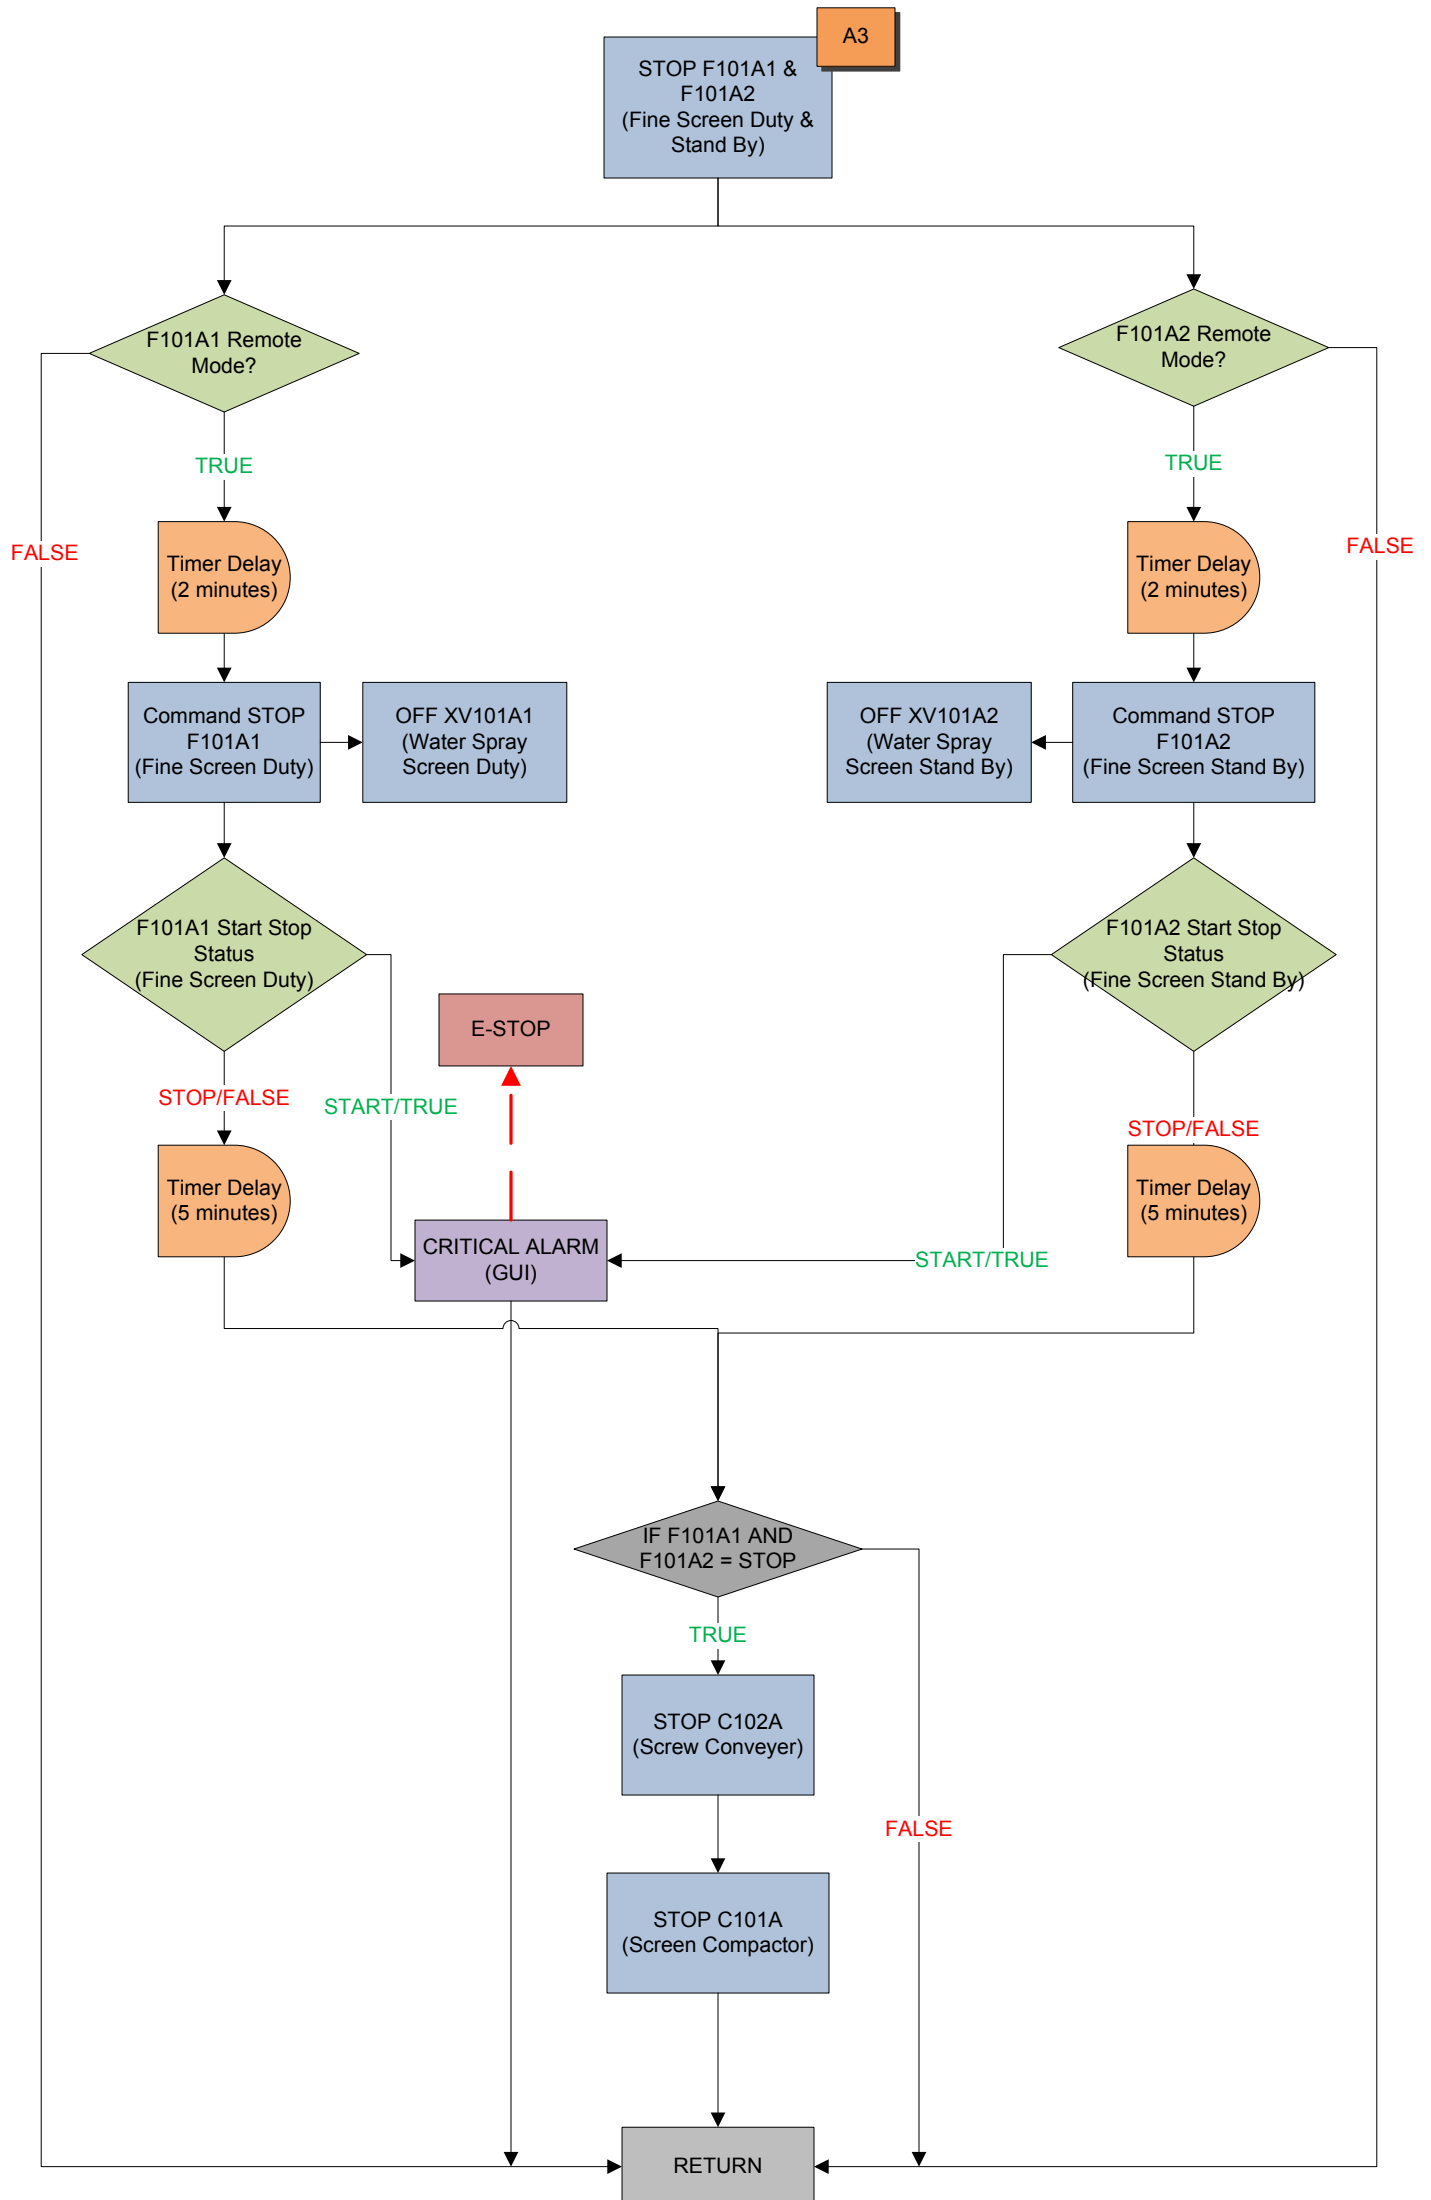 A3
STOP F101A1 &
F101A2
(Fine Screen Duty &
Stand By)
F101A1 Remote
Mode?
F101A2 Remote
Mode?
TRUE
TRUE
FALSE
FALSE
Timer Delay
(2 minutes)
Timer Delay
(2 minutes)
Command STOP
F101A1
(Fine Screen Duty)
OFF XV101A1
(Water Spray
Screen Duty)
OFF XV101A2
(Water Spray
Screen Stand By)
Command STOP
F101A2
(Fine Screen Stand By)
F101A1 Start Stop
Status
(Fine Screen Duty)
F101A2 Start Stop
Status
(Fine Screen Stand By)
E-STOP
STOP/FALSE
START/TRUE
STOP/FALSE
Timer Delay
(5 minutes)
Timer Delay
(5 minutes)
CRITICAL ALARM
(GUI)
START/TRUE
IF F101A1 AND
F101A2 = STOP
TRUE
STOP C102A
(Screw Conveyer)
FALSE
STOP C101A
(Screen Compactor)
RETURN